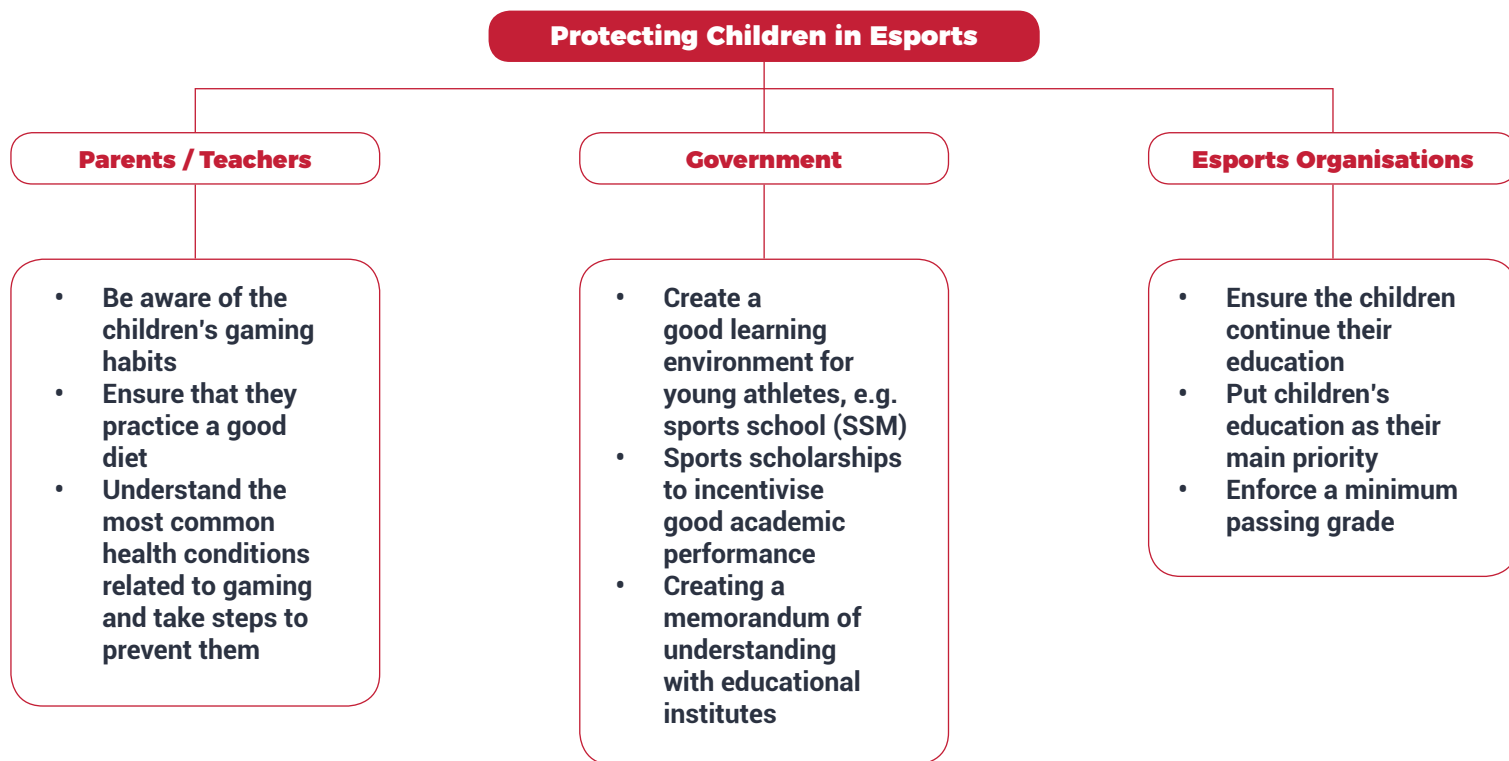 Protecting Children in Esports
Parents / Teachers
• Be aware of the
children's gaming
habits
• Ensure that they
practice a good
diet
• Understand the
most common
health conditions
related to gaming
and take steps to
prevent them
Government
• Create a
good learning
environment for
young athletes, e.g.
sports school (SSM)
• Sports scholarships
to incentivise
good academic
performance
• Creating a
memorandum of
understanding
with educational
institutes
Esports Organisations
• Ensure the children
continue their
education
• Put children's
education as their
main priority
• Enforce a minimum
passing grade